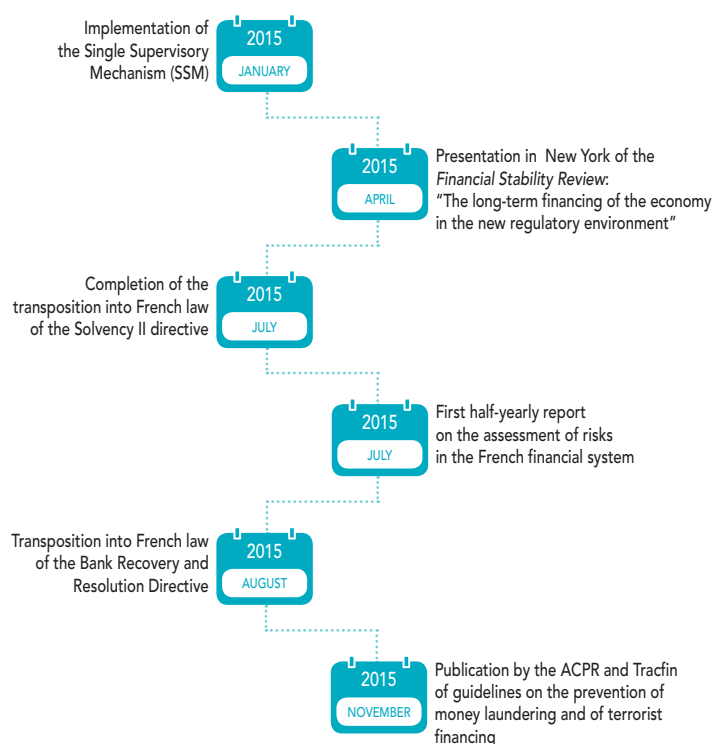 Implementation of
the Single Supervisory
Mechanism (SSM)
2015
JANUARY
2015
APRIL
Presentation in New York of the
Financial Stability Review:
“The long-term financing of the economy
in the new regulatory environment”
Completion of the
transposition into French law
of the Solvency II directive
2015
JULY
2015
JULY
First half-yearly report
on the assessment of risks
in the French financial system
Transposition into French law
of the Bank Recovery and
Resolution Directive
2015
AUGUST
2015
NOVEMBER
Publication by the ACPR and Tracfin
of guidelines on the prevention of
money laundering and of terrorist
financing